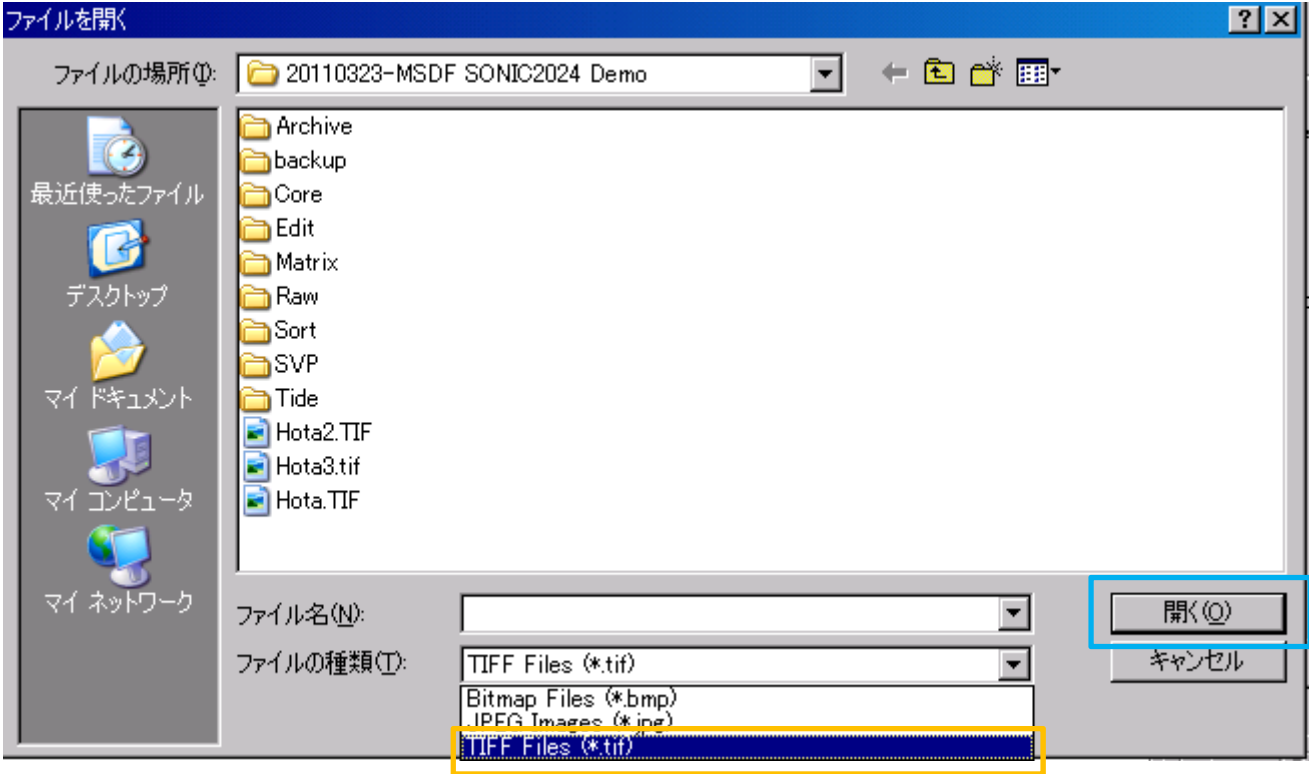 ファイルを開く
ファイルの場所(I):
20110323-MSDF SONIC2024 Demo
最近使ったファイル
デスクトップ
マイ ドキュメント
マイ コンピュータ
マイ ネットワーク
Archive
backup
Core
Edit
Matrix
Raw
Sort
SVP
Tide
Hota2.TIF
Hota3.tif
Hota.TIF
ファイル名(N):
開く(O)
ファイルの種類(T):
TIFF Files (*.tif)
キャンセル
Bitmap Files (*.bmp)
JPEG Images (*.jpg)
TIFF Files (*.tif)